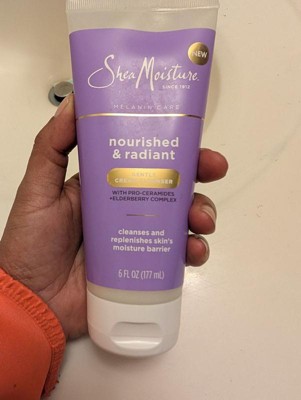 NEW
SheaMoisture
SINCE 1912
MELANIN CARE
nourished
& radiant
GENTLE
WITH PRO-CERAMIDES
+ELDERBERRY COMPLEX
cleanses and
replenishes skin's
moisture barrier
6 FL OZ (177 mL)